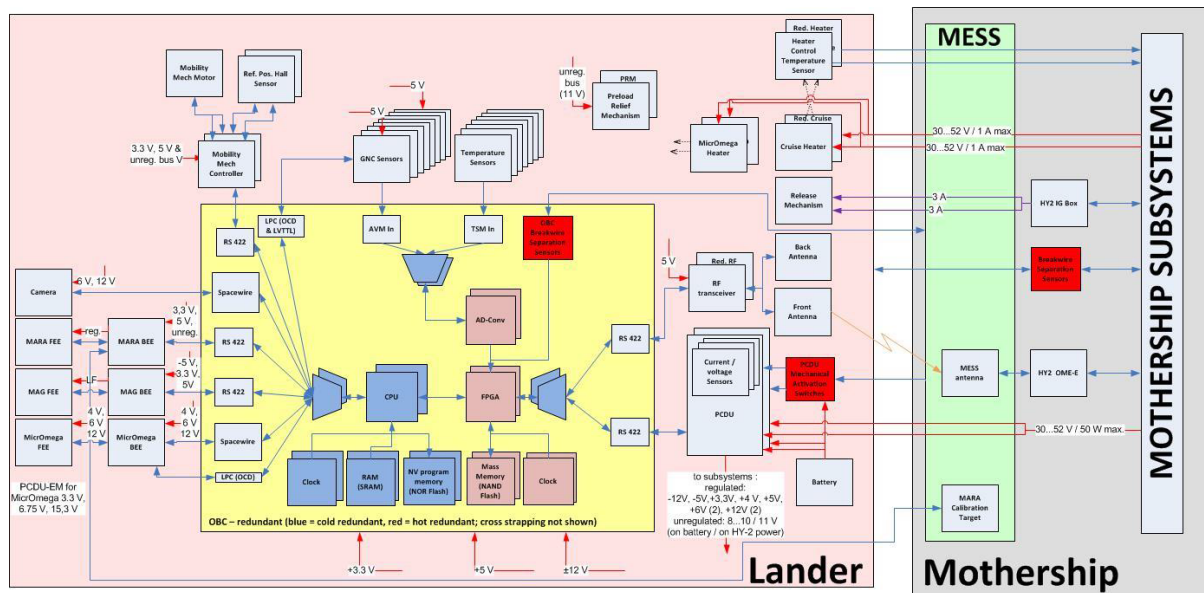 Mobility
Mech Motor
Ref. Pos. Hall
Sensor
3.3 V, 5 V &
unreg. bus V
Mobility
Mech
Controller
5 V
5 V
GNC Sensors
Temperature
Sensors
unreg.
bus
(11 V)
PRM
Preload
Relief
Mechanism
Red. Heater
Heater
Control
Temperature
Sensor
MicrOmega
Heater
Red. Cruise
Cruise Heater
30...52 V / 1 A max
30...52 V / 1 A max
Release
Mechanism
3 A
3 A
HY2 IG Box
Breakwire
Separation
Sensors
MESS
MOTHERSHIP SUBSYSTEMS
RS 422
LPC (OCD
& LVTTL)
AVM In
TSM In
OBC
Breakwire
Separation
Sensors
Back
Antenna
Front
Antenna
5 V
Red. RF
RF
transceiver
Camera
6 V, 12 V
Spacewire
AD-Conv
RS 422
MARA FEE
reg.
MARA BEE
3,3 V,
5 V,
unreg.
RS 422
MAG FEE
LF
MAG BEE
-5 V,
3.3 V
5V
RS 422
MicrOmega
FEE
4 V,
6 V
12 V
MicrOmega
BEE
4 V,
6 V
12 V
Spacewire
LPC (OCD)
CPU
FPGA
RS 422
Clock
RAM
(SRAM)
NV program
memory
(NOR Flash)
Mass
Memory
(NAND
Flash)
Clock
Current /
voltage
Sensors
PCDU
PCDU
Mechanical
Activation
Switches
MESS
antenna
HY2 OME-E
30...52 V / 50 W max.
Battery
to subsystems :
regulated:
-12V, -5V,+3,3V, +4 V, +5V,
+6V (2), +12V (2)
unregulated: 8...10 / 11 V
(on battery / on HY-2 power)
MARA
Calibration
Target
PCDU-EM for
MicrOmega 3.3 V,
6.75 V, 15,3 V
OBC – redundant (blue = cold redundant, red = hot redundant; cross strapping not shown)
+3.3 V
+5 V
±12 V
Lander
Mothership